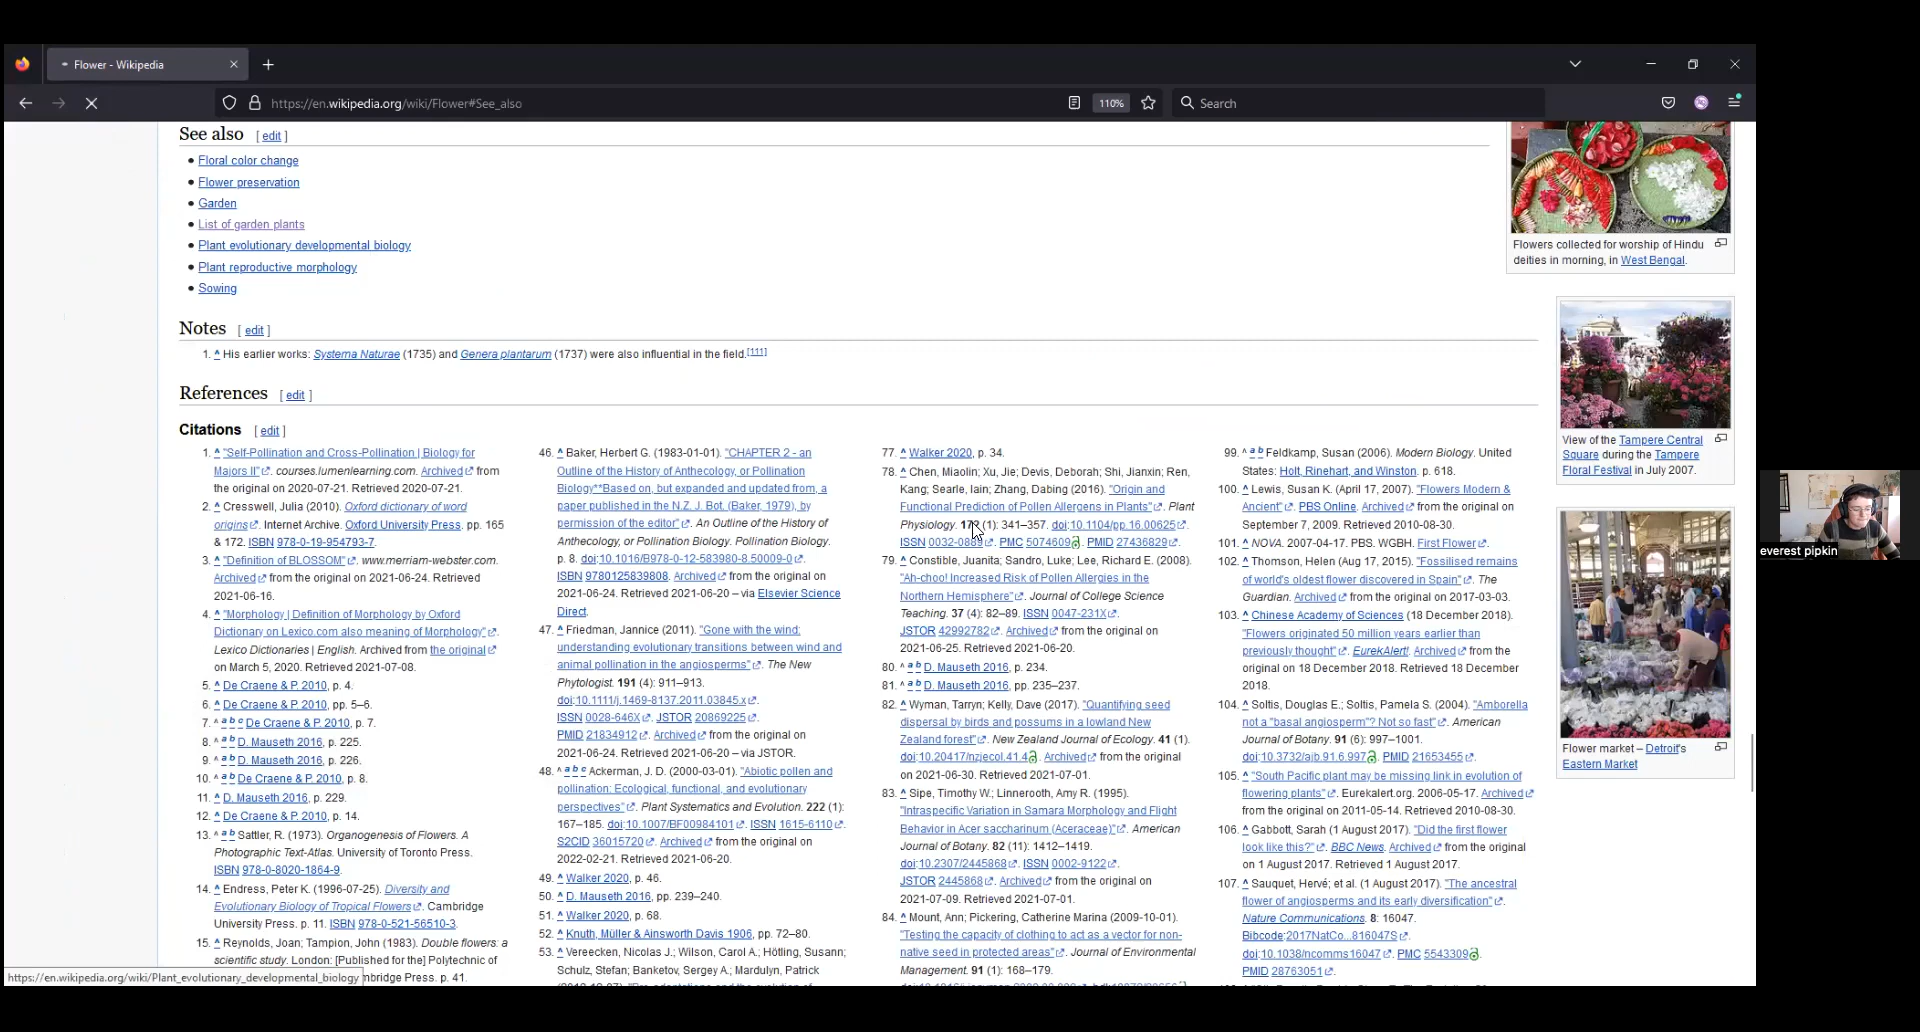 Flower - Wikipedia
https://en.wikipedia.org/wiki/Flower#See_also
110%
Search
See also [ edit ]
Floral color change
Flower preservation
Garden
List of garden plants
Plant evolutionary developmental biology
Plant reproductive morphology
Sowing
Notes [ edit ]
1. ^ His earlier works: Systema Naturae (1735) and Genera plantarum (1737) were also influential in the field.[111]
References [ edit ]
Citations [ edit ]
1. ^ "Self-Pollination and Cross-Pollination | Biology for
Majors II". courses.lumenlearning.com. Archived from
the original on 2020-07-21. Retrieved 2020-07-21.
2. ^ Cresswell, Julia (2010). Oxford dictionary of word
origins. Internet Archive. Oxford University Press. pp. 165
& 172. ISBN 978-0-19-954793-7.
3. ^ "Definition of BLOSSOM". www.merriam-webster.com.
Archived from the original on 2021-06-24. Retrieved
2021-06-16.
4. ^ "Morphology | Definition of Morphology by Oxford
Dictionary on Lexico.com also meaning of Morphology".
Lexico Dictionaries | English. Archived from the original
on March 5, 2020. Retrieved 2021-07-08.
5. ^ De Craene & P. 2010, p. 4.
6. ^ De Craene & P. 2010, pp. 5–6.
7. ^ a b c De Craene & P. 2010, p. 7.
8. ^ a b D. Mauseth 2016, p. 225.
9. ^ a b D. Mauseth 2016, p. 226.
10. ^ a b De Craene & P. 2010, p. 8.
11. ^ D. Mauseth 2016, p. 229.
12. ^ De Craene & P. 2010, p. 14.
13. ^ a b Sattler, R. (1973). Organogenesis of Flowers. A
Photographic Text-Atlas. University of Toronto Press.
ISBN 978-0-8020-1864-9.
14. ^ Endress, Peter K. (1996-07-25). Diversity and
Evolutionary Biology of Tropical Flowers. Cambridge
University Press. p. 11. ISBN 978-0-521-56510-3.
15. ^ Reynolds, Joan; Tampion, John (1983). Double flowers: a
scientific study. London: [Published for the] Polytechnic of
mbridge Press. p. 41.
46. ^ Baker, Herbert G. (1983-01-01). "CHAPTER 2 - an
Outline of the History of Anthecology, or Pollination
Biology**Based on, but expanded and updated from, a
paper published in the N.Z. J. Bot. (Baker, 1979), by
permission of the editor". An Outline of the History of
Anthecology, or Pollination Biology. Pollination Biology.
p. 8. doi:10.1016/B978-0-12-583980-8.50009-0.
ISBN 9780125839808. Archived from the original on
2021-06-24. Retrieved 2021-06-20 – via Elsevier Science
Direct.
47. ^ Friedman, Jannice (2011). "Gone with the wind:
understanding evolutionary transitions between wind and
animal pollination in the angiosperms". The New
Phytologist. 191 (4): 911–913.
doi:10.1111/j.1469-8137.2011.03845.x.
ISSN 0028-646X. JSTOR 20869225.
PMID 21834912. Archived from the original on
2021-06-24. Retrieved 2021-06-20 – via JSTOR.
48. ^ a b c Ackerman, J. D. (2000-03-01). "Abiotic pollen and
pollination: Ecological, functional, and evolutionary
perspectives". Plant Systematics and Evolution. 222 (1):
167–185. doi:10.1007/BF00984101. ISSN 1615-6110.
S2CID 36015720. Archived from the original on
2022-02-21. Retrieved 2021-06-20.
49. ^ Walker 2020, p. 46.
50. ^ D. Mauseth 2016, pp. 239–240.
51. ^ Walker 2020, p. 68.
52. ^ Knuth, Müller & Ainsworth Davis 1906, pp. 72–80.
53. ^ Vereecken, Nicolas J.; Wilson, Carol A.; Hötling, Susann;
Schulz, Stefan; Banketov, Sergey A.; Mardulyn, Patrick
77. ^ Walker 2020, p. 34.
78. ^ Chen, Miaolin; Xu, Jie; Devis, Deborah; Shi, Jianxin; Ren,
Kang; Searle, Iain; Zhang, Dabing (2016). "Origin and
Functional Prediction of Pollen Allergens in Plants". Plant
Physiology. (1): 341–357. doi:10.1104/pp.16.00625.
ISSN 0032-0889. PMC 5074609. PMID 27436829.
79. ^ Constible, Juanita; Sandro, Luke; Lee, Richard E. (2008).
"Ah-choo! Increased Risk of Pollen Allergies in the
Northern Hemisphere". Journal of College Science
Teaching. 37 (4): 82–89. ISSN 0047-231X.
JSTOR 42992782. Archived from the original on
2021-06-25. Retrieved 2021-06-20.
80. ^ a b D. Mauseth 2016, p. 234.
81. ^ a b D. Mauseth 2016, pp. 235–237.
82. ^ Wyman, Tarryn; Kelly, Dave (2017). "Quantifying seed
dispersal by birds and possums in a lowland New
Zealand forest". New Zealand Journal of Ecology. 41 (1).
doi:10.20417/nzjecol.41.4. Archived from the original
on 2021-06-30. Retrieved 2021-07-01.
83. ^ Sipe, Timothy W.; Linnerooth, Amy R. (1995).
"Intraspecific Variation in Samara Morphology and Flight
Behavior in Acer saccharinum (Aceraceae)". American
Journal of Botany. 82 (11): 1412–1419.
doi:10.2307/2445868. ISSN 0002-9122.
JSTOR 2445868. Archived from the original on
2021-07-09. Retrieved 2021-07-01.
84. ^ Mount, Ann; Pickering, Catherine Marina (2009-10-01).
"Testing the capacity of clothing to act as a vector for non-
native seed in protected areas". Journal of Environmental
Management. 91 (1): 168–179.
99. ^ a b Feldkamp, Susan (2006). Modern Biology. United
States: Holt, Rinehart, and Winston. p. 618.
100. ^ Lewis, Susan K. (April 17, 2007). "Flowers Modern &
Ancient". PBS Online. Archived from the original on
September 7, 2009. Retrieved 2010-08-30.
101. ^ NOVA. 2007-04-17. PBS. WGBH. First Flower.
102. ^ Thomson, Helen (Aug 17, 2015). "Fossilised remains
of world's oldest flower discovered in Spain". The
Guardian. Archived from the original on 2017-03-03.
103. ^ Chinese Academy of Sciences (18 December 2018).
"Flowers originated 50 million years earlier than
previously thought". EurekAlert!. Archived from the
original on 18 December 2018. Retrieved 18 December
2018.
104. ^ Soltis, Douglas E.; Soltis, Pamela S. (2004). "Amborella
not a "basal angiosperm"? Not so fast". American
Journal of Botany. 91 (6): 997–1001.
doi:10.3732/ajb.91.6.997. PMID 21653455.
105. ^ "South Pacific plant may be missing link in evolution of
flowering plants". Eurekalert.org. 2006-05-17. Archived
from the original on 2011-05-14. Retrieved 2010-08-30.
106. ^ Gabbott, Sarah (1 August 2017). "Did the first flower
look like this?". BBC News. Archived from the original
on 1 August 2017. Retrieved 1 August 2017.
107. ^ Sauquet, Hervé; et al. (1 August 2017). "The ancestral
flower of angiosperms and its early diversification".
Nature Communications. 8: 16047.
Bibcode:2017NatCo...816047S.
doi:10.1038/ncomms16047. PMC 5543309.
PMID 28763051.
Flowers collected for worship of Hindu
deities in morning, in West Bengal.
View of the Tampere Central
Square during the Tampere
Floral Festival in July 2007.
Flower market – Detroit's
Eastern Market
everest pipkin
https://en.wikipedia.org/wiki/Plant_evolutionary_developmental_biology